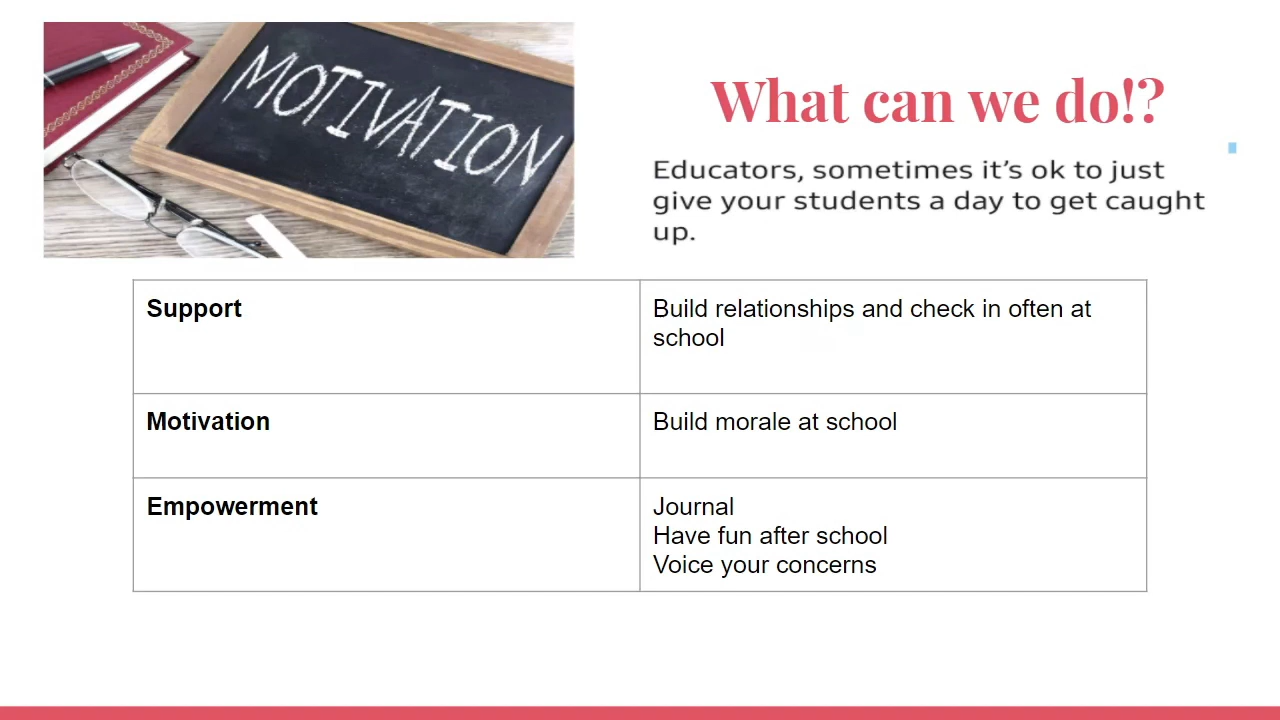 MOTIVATION
What can we do!?
Educators, sometimes it's ok to just
give your students a day to get caught
up.
Support
Build relationships and check in often at
school
Motivation
Build morale at school
Empowerment
Journal
Have fun after school
Voice your concerns